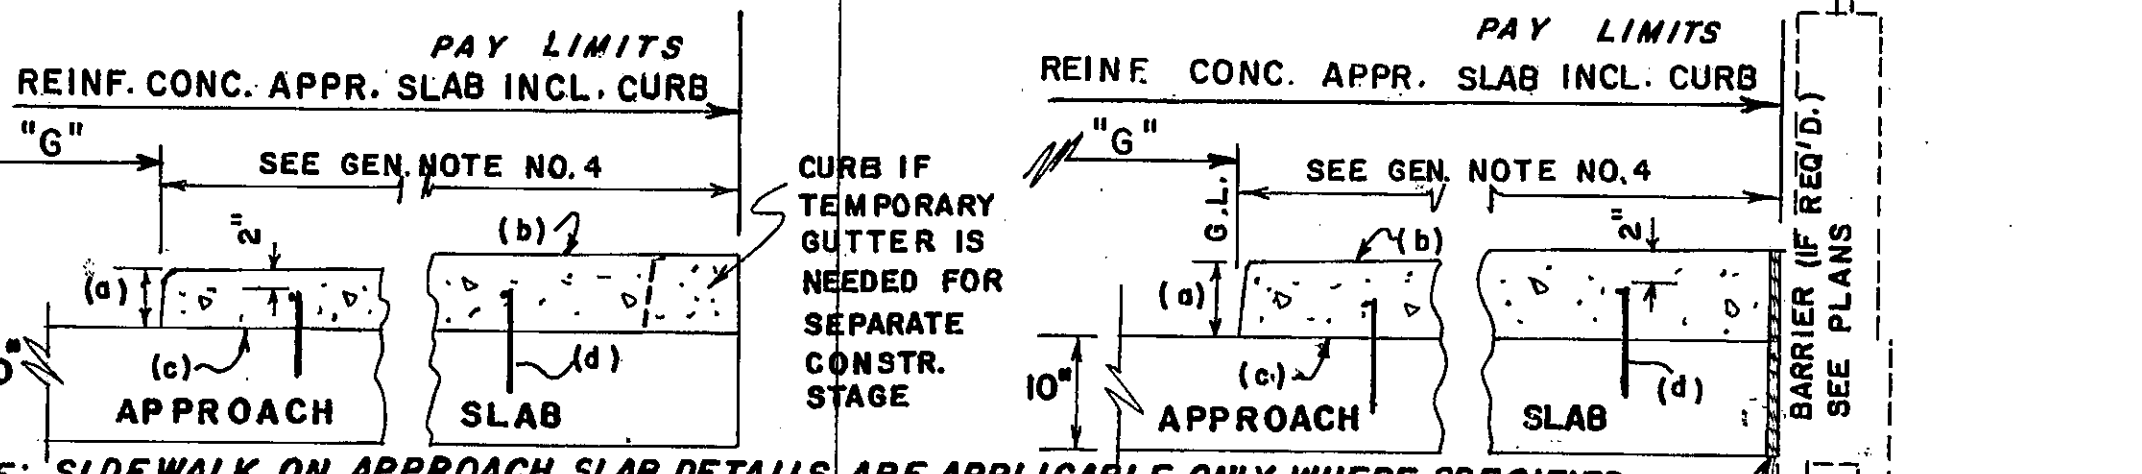 PAY LIMITS
REINF. CONC. APPR. SLAB INCL. CURB
"G"
SEE GEN. NOTE NO. 4
2"
(b)
(a)
(c)
(d)
APPROACH SLAB
CURB IF
TEMPORARY
GUTTER IS
NEEDED FOR
SEPARATE
CONSTR.
STAGE
PAY LIMITS
REINF. CONC. APPR. SLAB INCL. CURB
"G"
G.L.
SEE GEN. NOTE NO. 4
2"
(b)
(a)
10"
(c)
(d)
APPROACH SLAB
BARRIER (IF REQ'D.)
SEE PLANS
SIDEWALK ON APPROACH SLAB DETAILS ARE APPLICABLE ONLY WHERE SPECIFIED